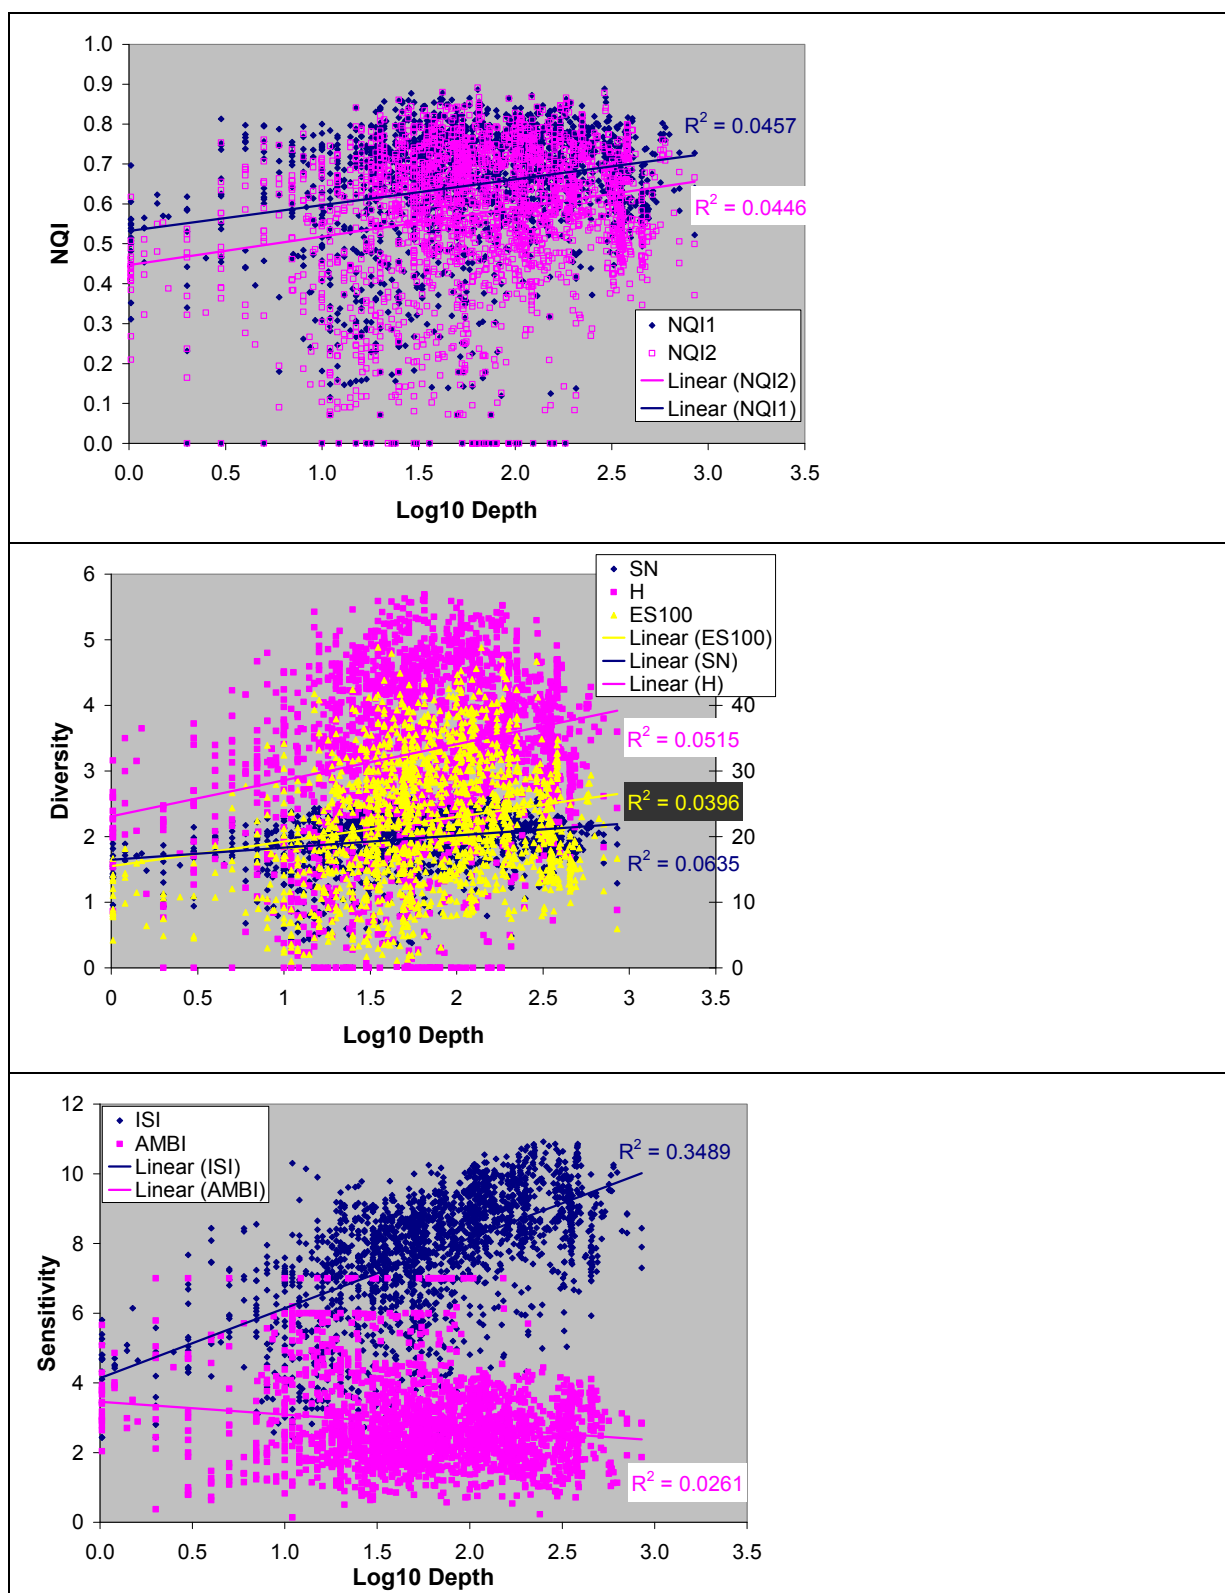 1.0
0.9
0.8
0.7
0.6
0.5
0.4
0.3
0.2
0.1
0.0
NQI
R² = 0.0457
R² = 0.0446
NQI1
NQI2
Linear (NQI2)
Linear (NQI1)
0.0 0.5 1.0 1.5 2.0 2.5 3.0 3.5
Log10 Depth
6
5
4
3
2
1
0
Diversity
SN
H
ES100
Linear (ES100)
Linear (SN)
Linear (H)
40
30
20
10
0
R² = 0.0515
R² = 0.0396
R² = 0.0635
0 0.5 1 1.5 2 2.5 3 3.5
Log10 Depth
12
10
8
6
4
2
0
Sensitivity
ISI
AMBI
Linear (ISI)
Linear (AMBI)
R² = 0.3489
R² = 0.0261
0.0 0.5 1.0 1.5 2.0 2.5 3.0 3.5
Log10 Depth